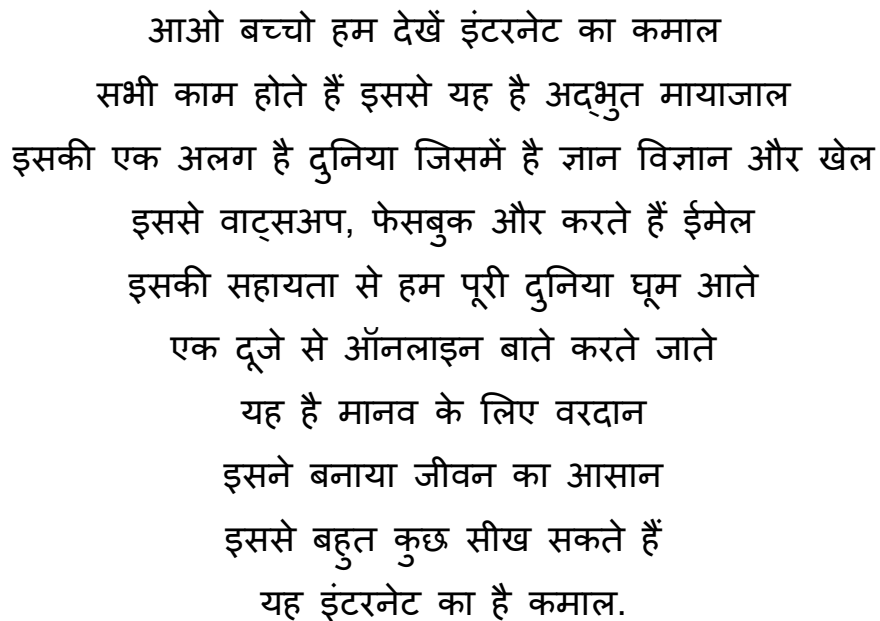 आओ बच्चो हम देखें इंटरनेट का कमाल
सभी काम होते हैं इससे यह है अद्‌भुत मायाजाल
इसकी एक अलग है दुनिया जिसमें है ज्ञान विज्ञान और खेल
इससे वाट्सअप, फेसबुक और करते हैं ईमेल
इसकी सहायता से हम पूरी दुनिया घूम आते
एक दूजे से ऑनलाइन बाते करते जाते
यह है मानव के लिए वरदान
इसने बनाया जीवन का आसान
इससे बहुत कुछ सीख सकते हैं
यह इंटरनेट का है कमाल.